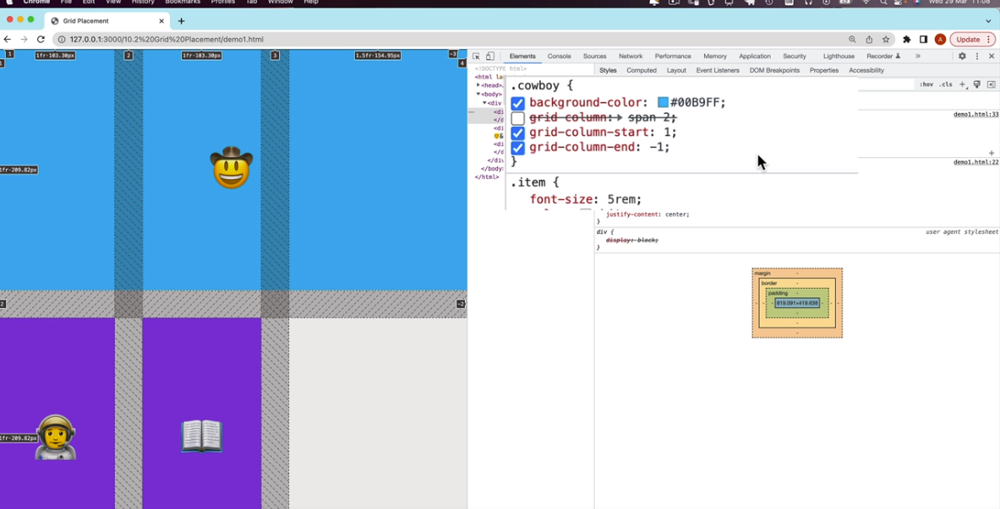 Chrome File Edit View History Bookmarks Profiles Tab Window Help Wed 29 Mar 11:08
Grid Placement
127.0.0.1:3000/10.2%20Grid%20Placement/demo1.html
A Update
1 1fr-103.30px 2 1fr-103.30px 3 1.5fr-154.95px -3
4
1fr-209.82px
2 -2
1fr-209.82px
Elements Console Sources Network Performance Memory Application Security Lighthouse Recorder
<!DOCTYPE html>
<head>
<body>
<div
</body>
</html>
Styles Computed Layout Event Listeners DOM Breakpoints Properties Accessibility
:hov .cls
demo1.html:33
.cowboy {
background-color: #00B9FF;
grid-column: span 2;
grid-column-start: 1;
grid-column-end: -1;
}
demo1.html:22
.item {
font-size: 5rem;
justify-content: center;
}
div { user agent stylesheet
display: block;
}
margin -
border -
padding -
819.091×419.638